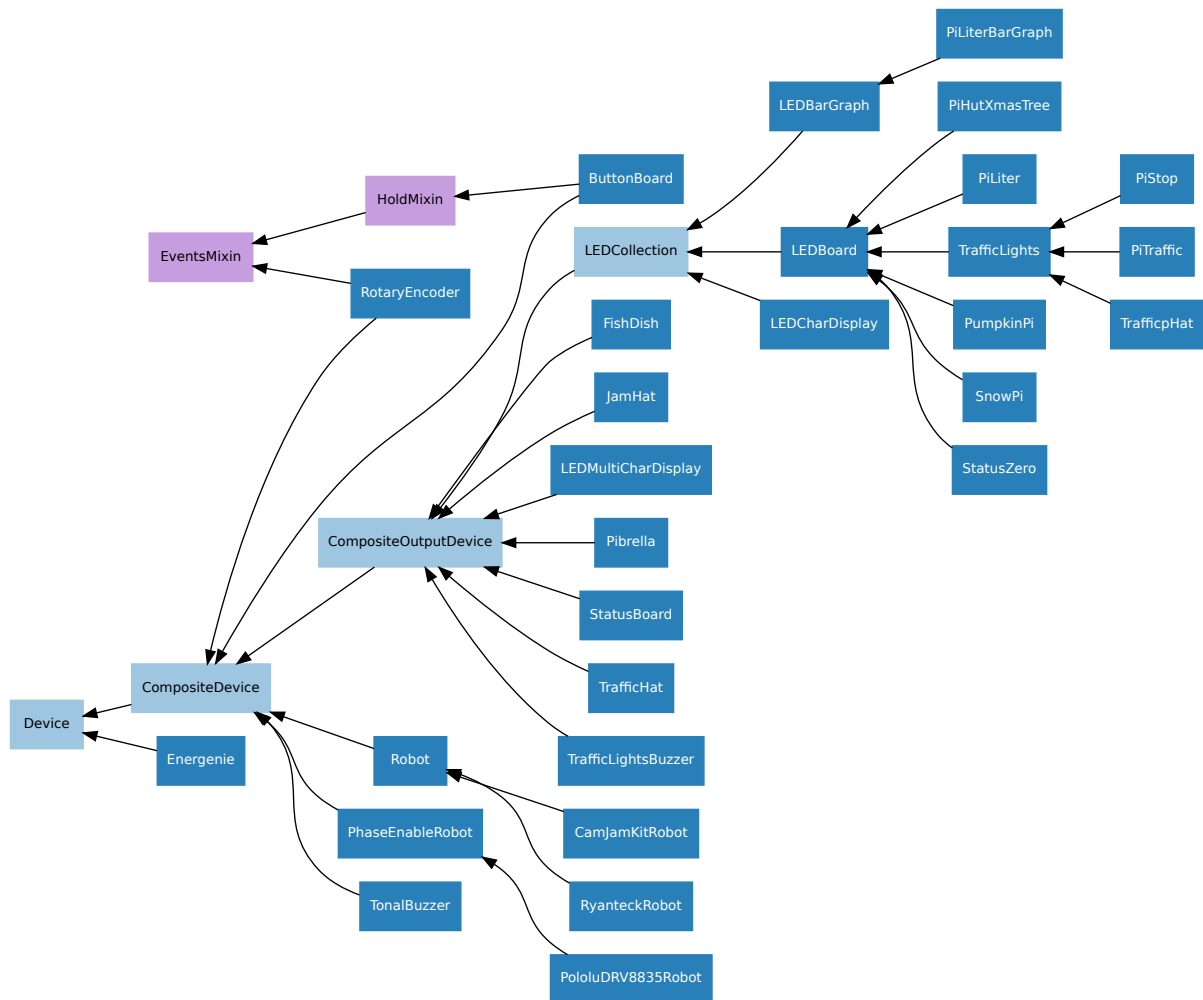 PiLiterBarGraph
LEDBarGraph
PiHutXmasTree
ButtonBoard
PiLiter
PiStop
HoldMixin
EventsMixin
LEDCollection
LEDBoard
TrafficLights
PiTraffic
RotaryEncoder
FishDish
LEDCharDisplay
PumpkinPi
TrafficpHat
JamHat
SnowPi
LEDMultiCharDisplay
StatusZero
CompositeOutputDevice
Pibrella
StatusBoard
CompositeDevice
TrafficHat
Device
Energenie
Robot
TrafficLightsBuzzer
PhaseEnableRobot
CamJamKitRobot
TonalBuzzer
RyanteckRobot
PololuDRV8835Robot